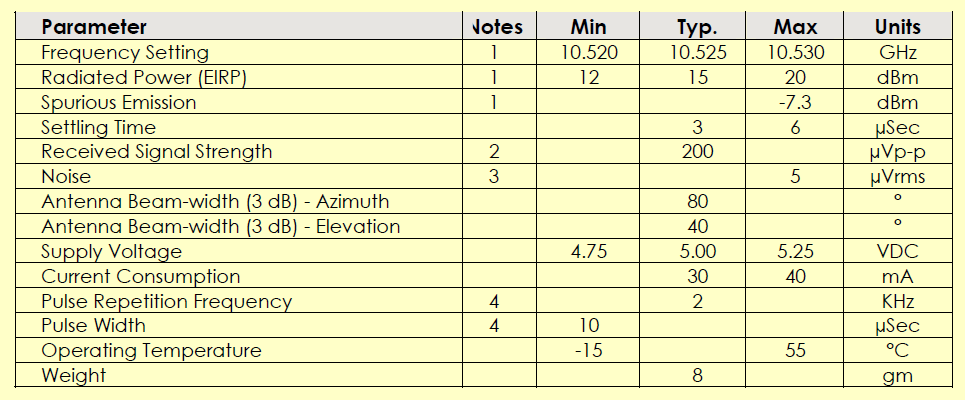 Parameter Notes Min Typ. Max Units
Frequency Setting 1 10.520 10.525 10.530 GHz
Radiated Power (EIRP) 1 12 15 20 dBm
Spurious Emission 1 -7.3 dBm
Settling Time 3 6 µSec
Received Signal Strength 2 200 µVp-p
Noise 3 5 µVrms
Antenna Beam-width (3 dB) - Azimuth 80 °
Antenna Beam-width (3 dB) - Elevation 40 °
Supply Voltage 4.75 5.00 5.25 VDC
Current Consumption 30 40 mA
Pulse Repetition Frequency 4 2 KHz
Pulse Width 4 10 µSec
Operating Temperature -15 55 °C
Weight 8 gm